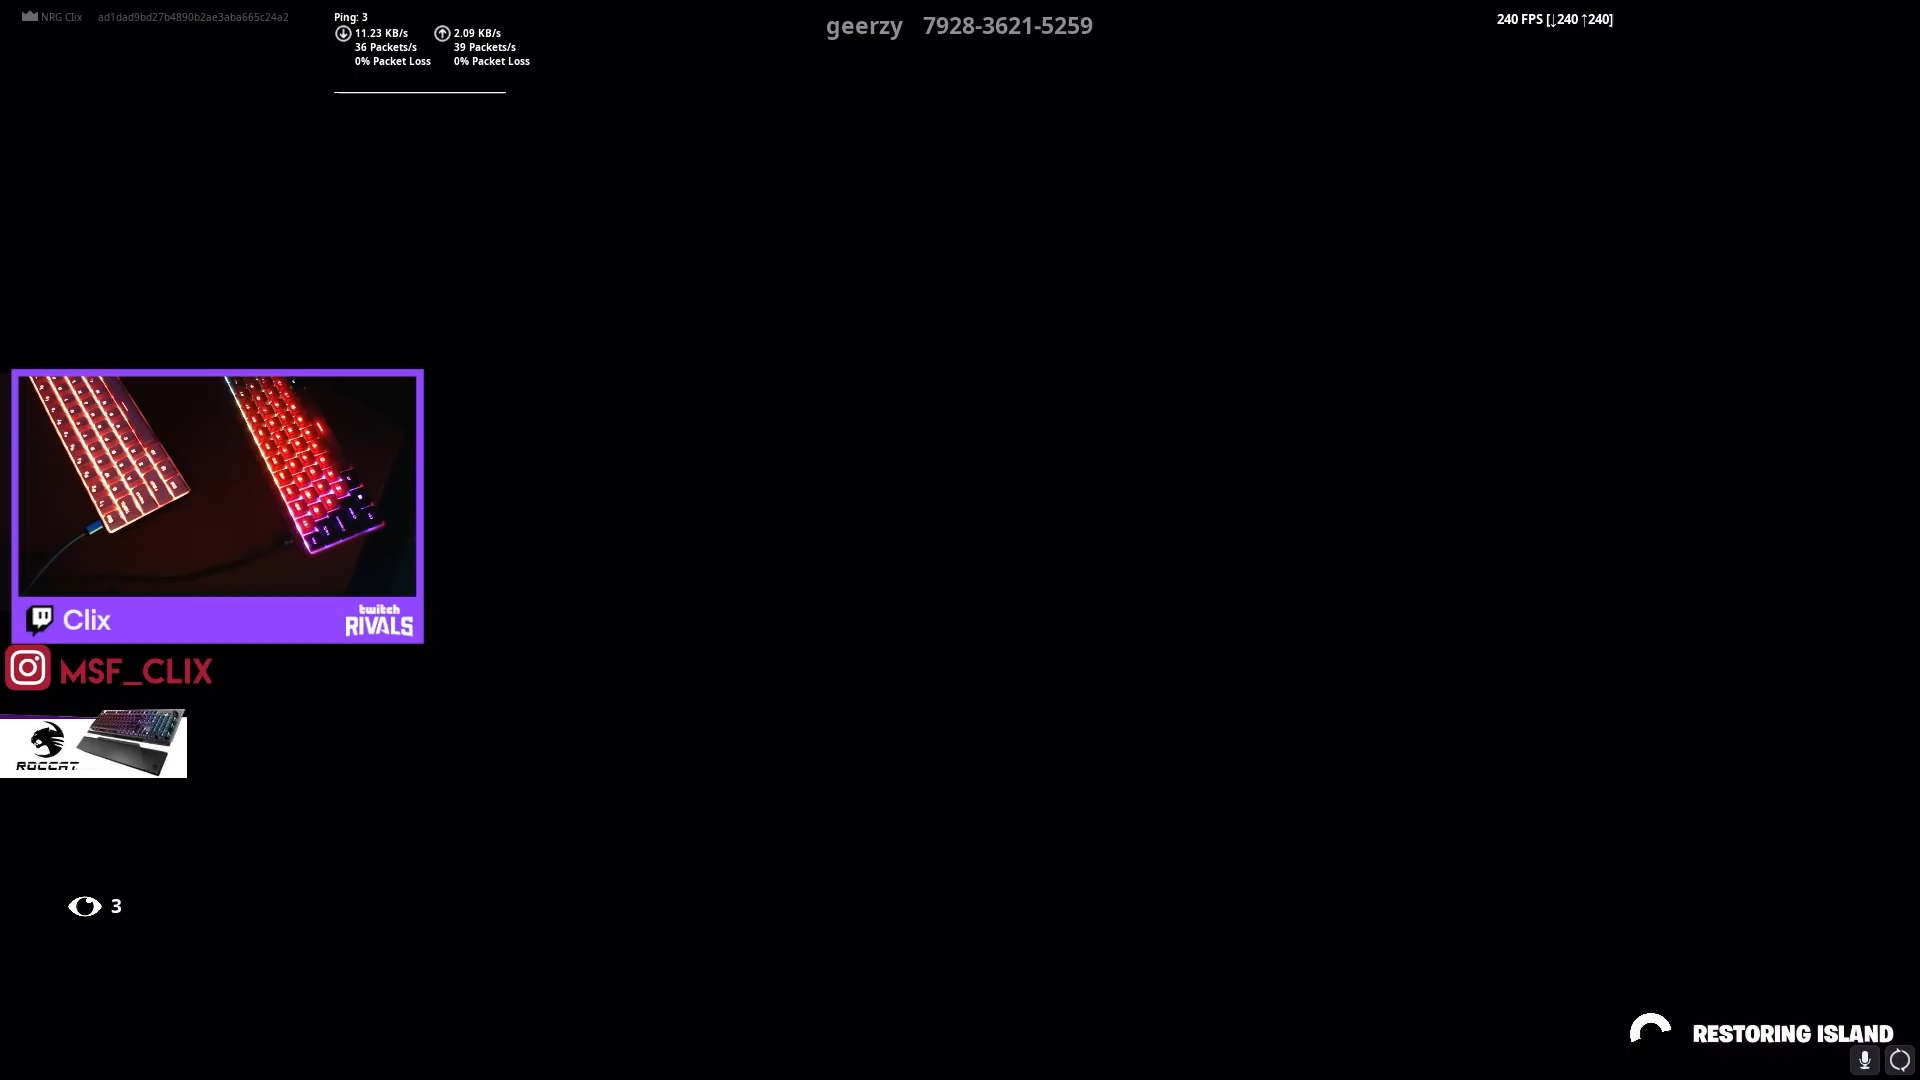 NRG Clix ad1dad9bd27b4890b2ae3aba665c24a2
Ping: 3
11.23 KB/s 2.09 KB/s
36 Packets/s 39 Packets/s
0% Packet Loss 0% Packet Loss
geerzy 7928-3621-5259
240 FPS [↓240 ↑240]
Clix
twitch
RIVALS
MSF_CLIX
ROCCAT
3
RESTORING ISLAND